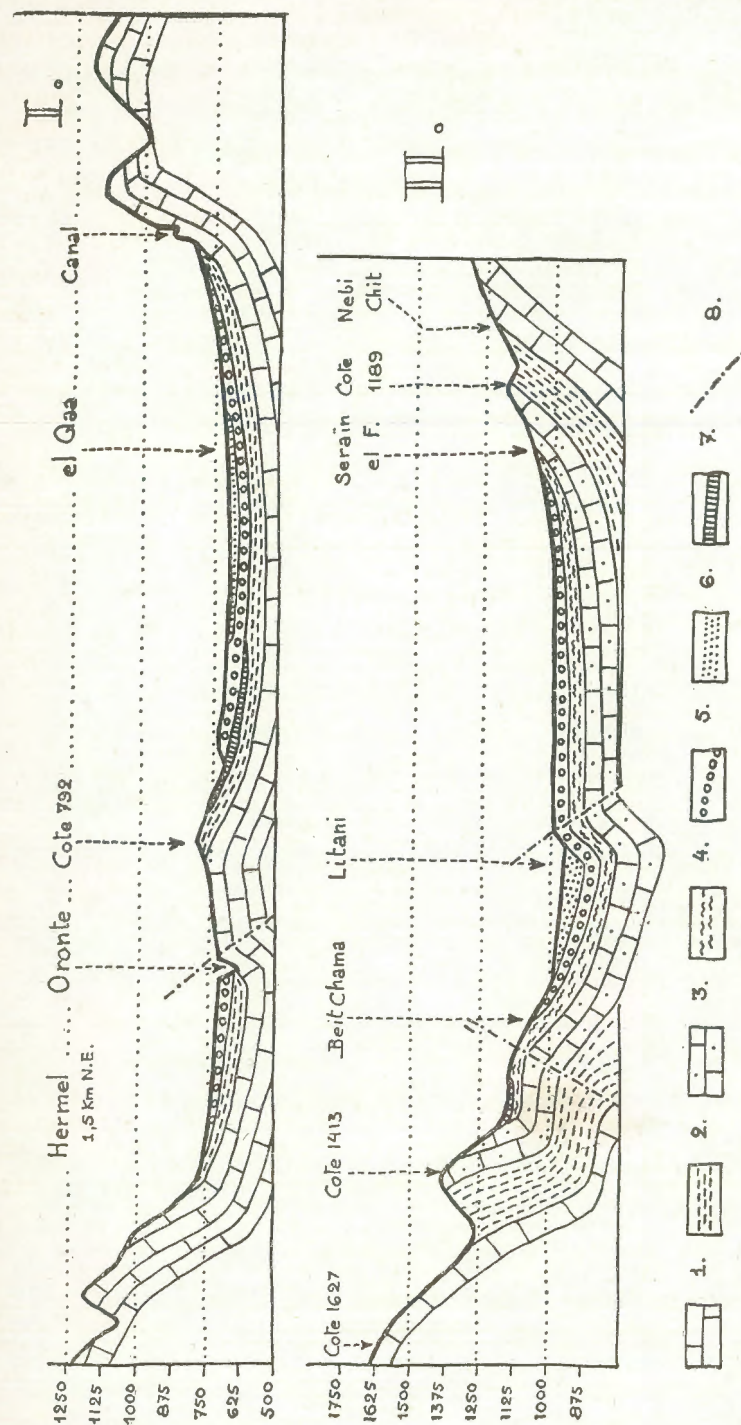 II.
Hermel ..... Oronte ... Cote 792 ..... el Qaa ..... Canal
1,5 Km N.E.
1250
1125
1000
875
750
625
500
III.
Cote 1627
Cote 1413
Beit Chama
Litani
Seraïn
el F.
Cote
1189
Nebi
Chit
1750
1625
1500
1375
1250
1125
1000
875
1.
2.
3.
4.
5.
6.
7.
8.